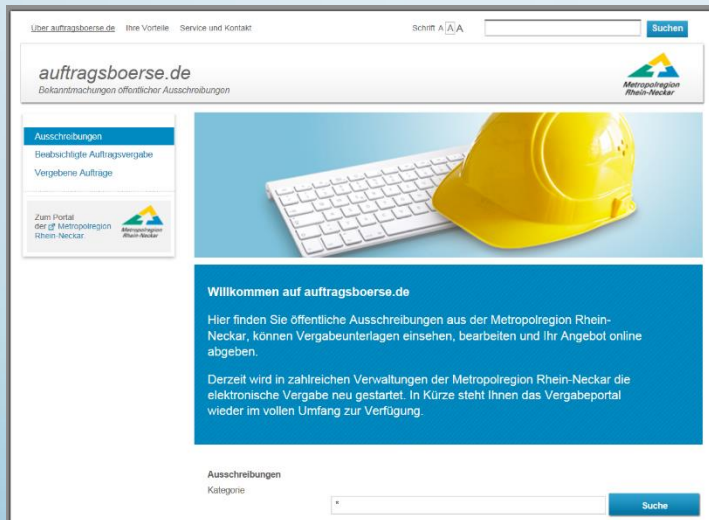 Über auftragsboerse.de Ihre Vorteile Service und Kontakt Schrift A A A Suchen
auftragsboerse.de
Bekanntmachungen öffentlicher Ausschreibungen
Metropolregion
Rhein-Neckar
Ausschreibungen
Beabsichtigte Auftragsvergabe
Vergebene Aufträge
Zum Portal
der Metropolregion
Rhein-Neckar
Metropolregion
Rhein-Neckar
Willkommen auf auftragsboerse.de
Hier finden Sie öffentliche Ausschreibungen aus der Metropolregion Rhein-
Neckar, können Vergabeunterlagen einsehen, bearbeiten und Ihr Angebot online
abgeben.
Derzeit wird in zahlreichen Verwaltungen der Metropolregion Rhein-Neckar die
elektronische Vergabe neu gestartet. In Kürze steht Ihnen das Vergabeportal
wieder im vollen Umfang zur Verfügung.
Ausschreibungen
Kategorie
* Suche